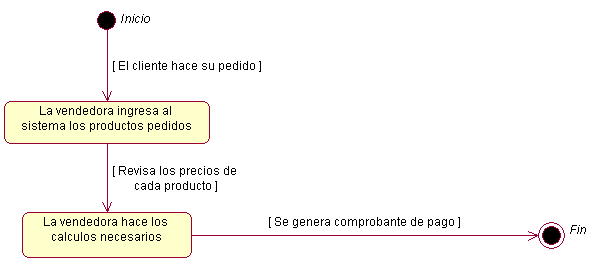 Inicio
[ El cliente hace su pedido ]
La vendedora ingresa al
sistema los productos pedidos
[ Revisa los precios de
cada producto ]
La vendedora hace los
calculos necesarios
[ Se genera comprobante de pago ]
Fin